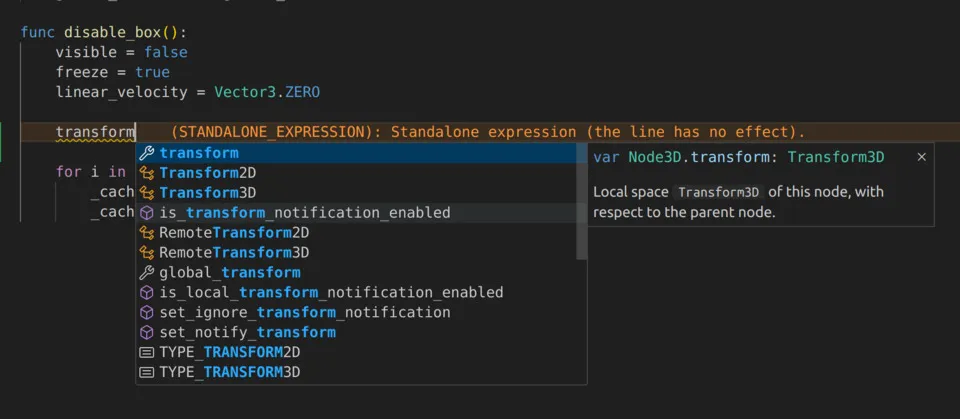 func disable_box():
visible = false
freeze = true
linear_velocity = Vector3.ZERO
transform (STANDALONE_EXPRESSION): Standalone expression (the line has no effect).
transform
Transform2D
Transform3D
is_transform_notification_enabled
RemoteTransform2D
RemoteTransform3D
global_transform
is_local_transform_notification_enabled
set_ignore_transform_notification
set_notify_transform
TYPE_TRANSFORM2D
TYPE_TRANSFORM3D
var Node3D.transform: Transform3D ×
Local space Transform3D of this node, with
respect to the parent node.
for i in
_cach
_cach